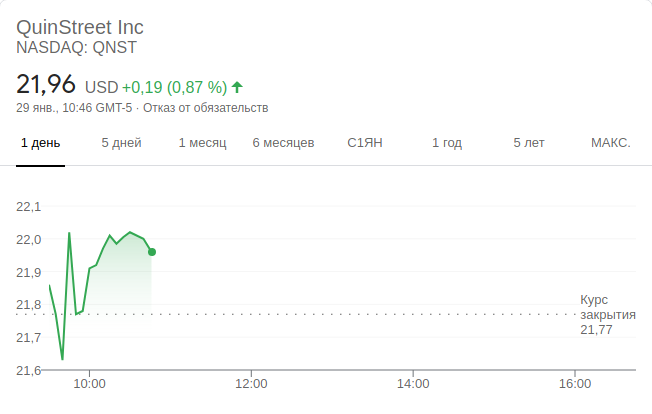 QuinStreet Inc
NASDAQ: QNST
21,96 USD +0,19 (0,87 %)
29 янв., 10:46 GMT-5 · Отказ от обязательств
1 день 5 дней 1 месяц 6 месяцев С1ЯН 1 год 5 лет МАКС.
22,1
22,0
21,9
21,8
21,7
21,6
Курс
закрытия
21,77
10:00 12:00 14:00 16:00